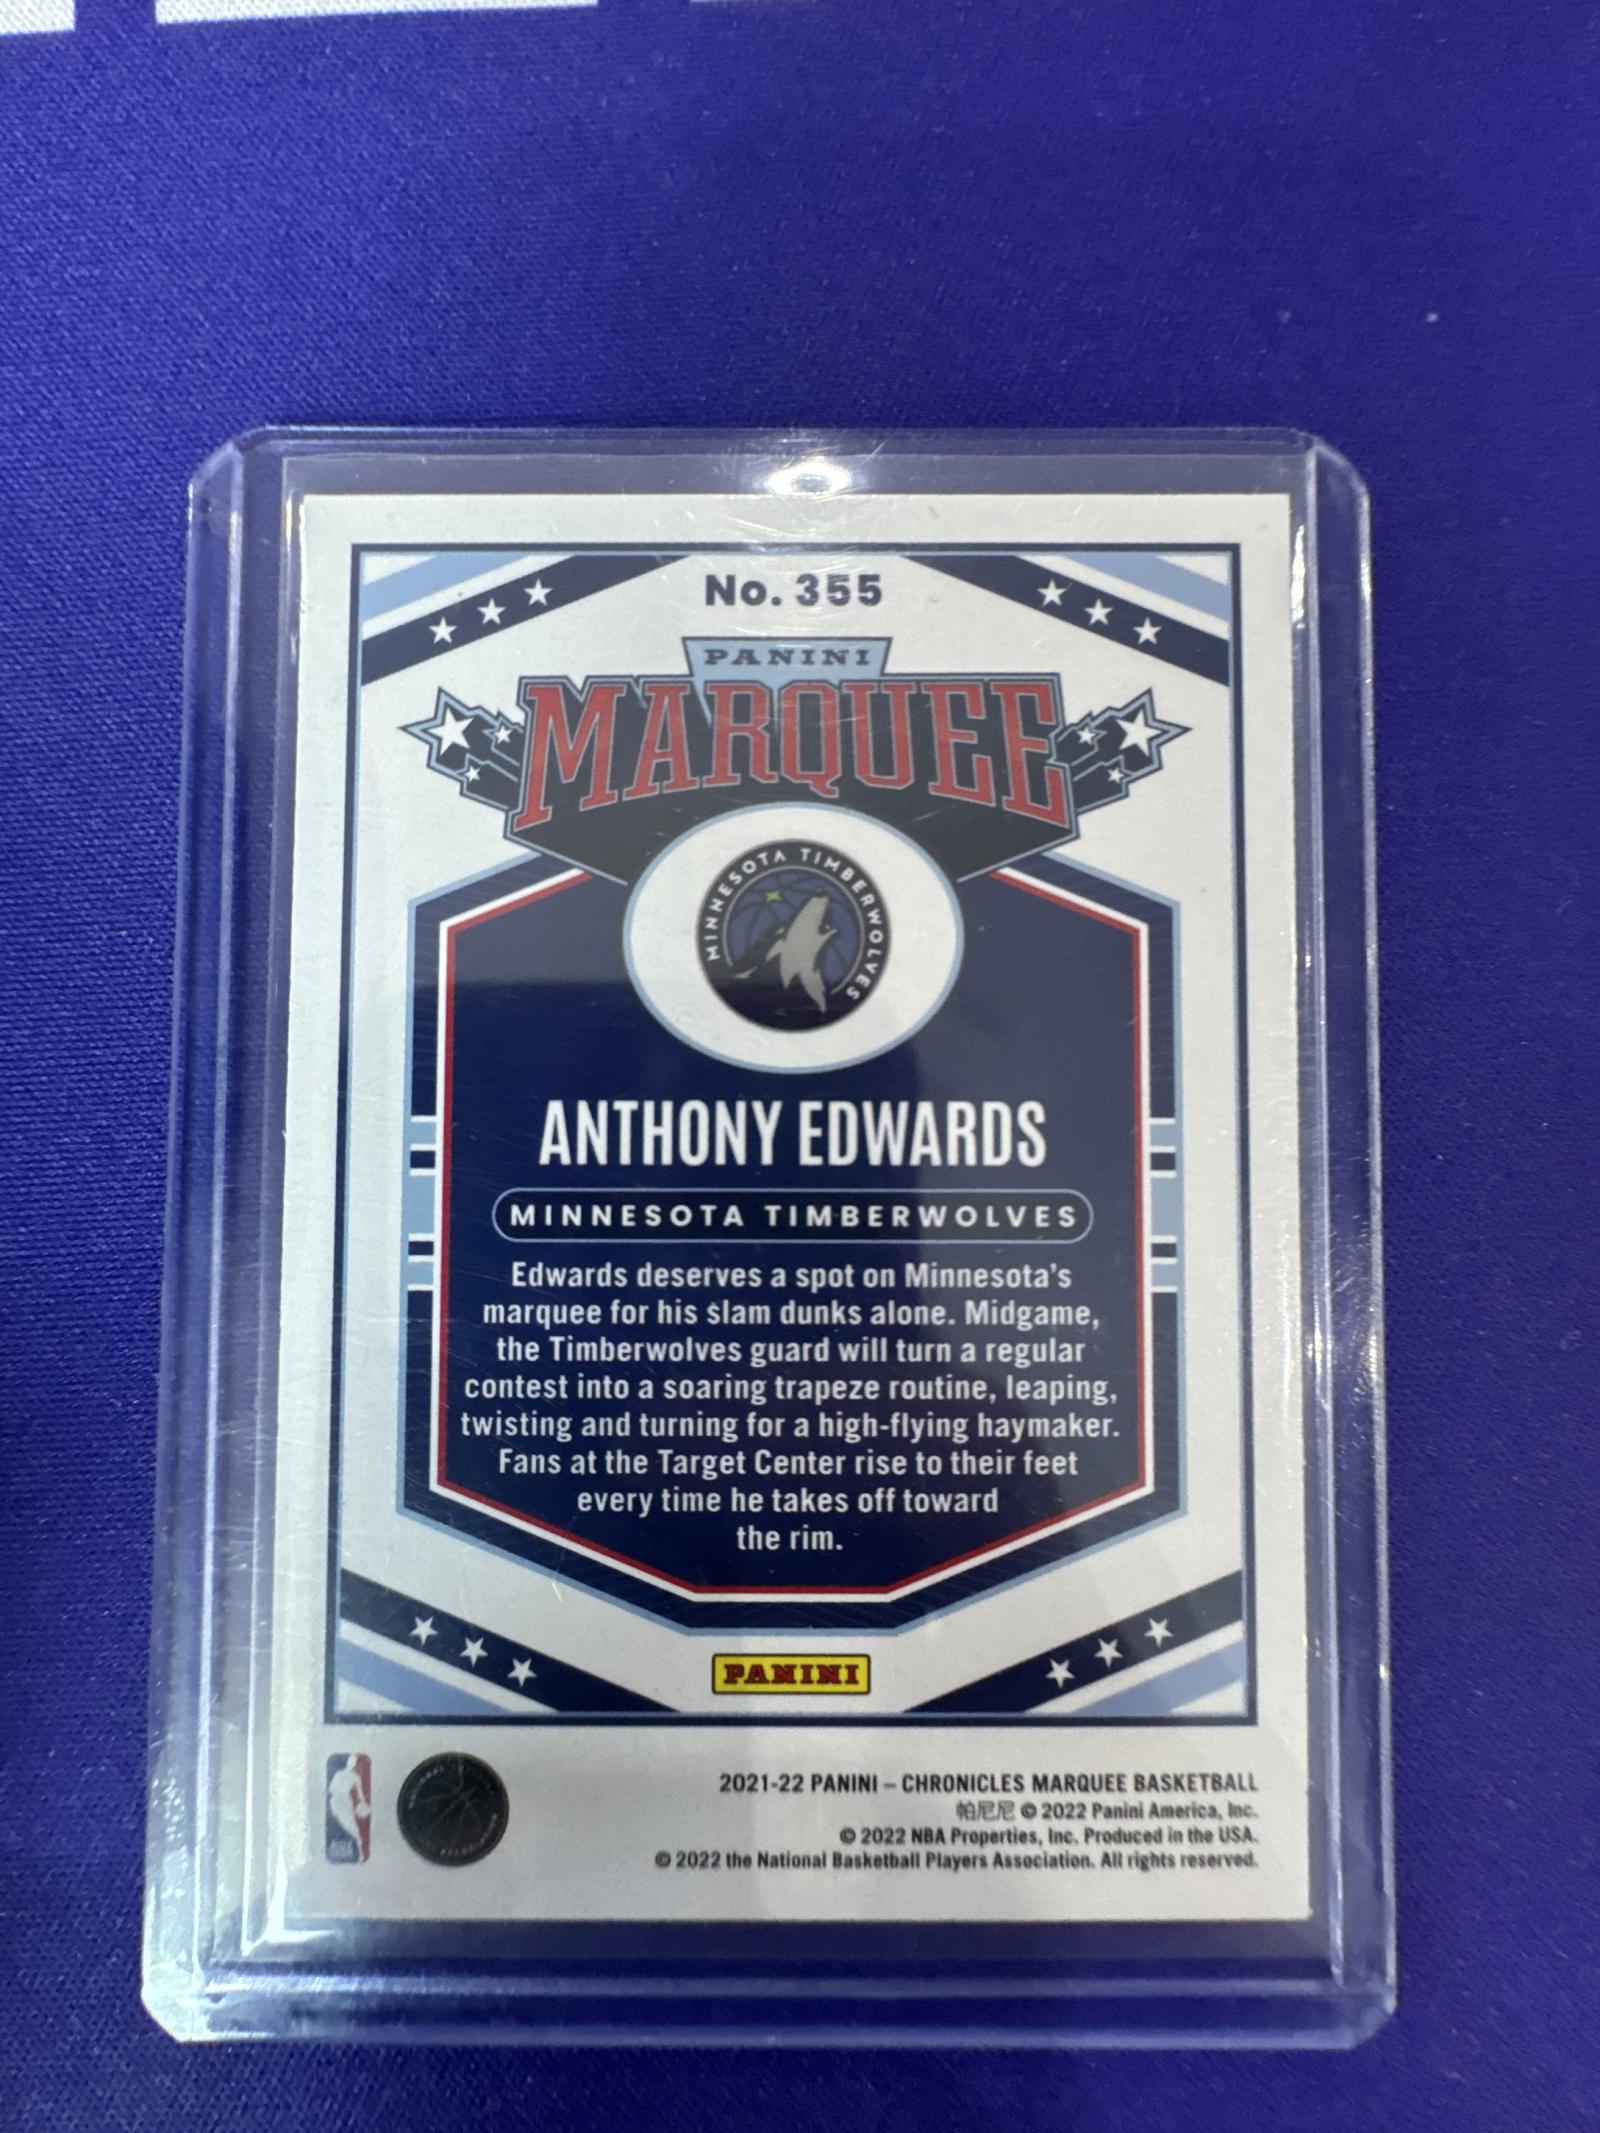 No. 355
PANINI
MARQUEE
MINNESOTA TIMBERWOLVES
ANTHONY EDWARDS
MINNESOTA TIMBERWOLVES
Edwards deserves a spot on Minnesota's
marquee for his slam dunks alone. Midgame,
the Timberwolves guard will turn a regular
contest into a soaring trapeze routine, leaping,
twisting and turning for a high-flying haymaker.
Fans at the Target Center rise to their feet
every time he takes off toward
the rim.
PANINI
NBA
2021-22 PANINI – CHRONICLES MARQUEE BASKETBALL
帕尼尼 © 2022 Panini America, Inc.
© 2022 NBA Properties, Inc. Produced in the USA.
© 2022 the National Basketball Players Association. All rights reserved.